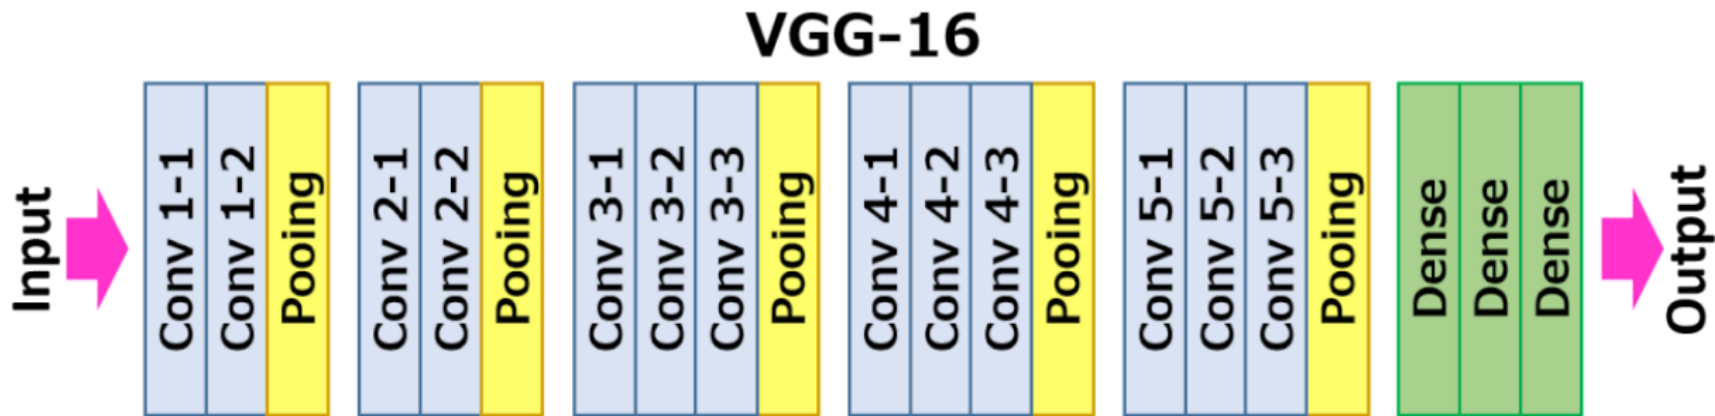 VGG-16
Input
Conv 1-1
Conv 1-2
Pooing
Conv 2-1
Conv 2-2
Pooing
Conv 3-1
Conv 3-2
Conv 3-3
Pooing
Conv 4-1
Conv 4-2
Conv 4-3
Pooing
Conv 5-1
Conv 5-2
Conv 5-3
Pooing
Dense
Dense
Dense
Output